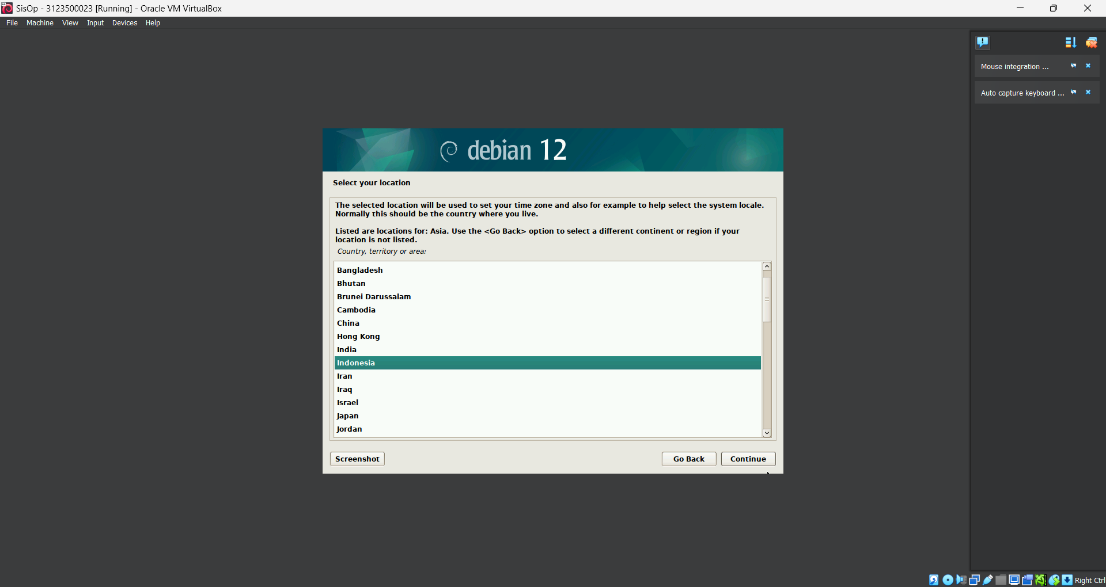 SisOp - 3123500023 [Running] - Oracle VM VirtualBox
File Machine View Input Devices Help
Mouse integration ...
Auto capture keyboard ...
debian 12
Select your location
The selected location will be used to set your time zone and also for example to help select the system locale.
Normally this should be the country where you live.
Listed are locations for: Asia. Use the <Go Back> option to select a different continent or region if your
location is not listed.
Country, territory or area:
Bangladesh
Bhutan
Brunei Darussalam
Cambodia
China
Hong Kong
India
Indonesia
Iran
Iraq
Israel
Japan
Jordan
Screenshot
Go Back
Continue
Right Ctrl